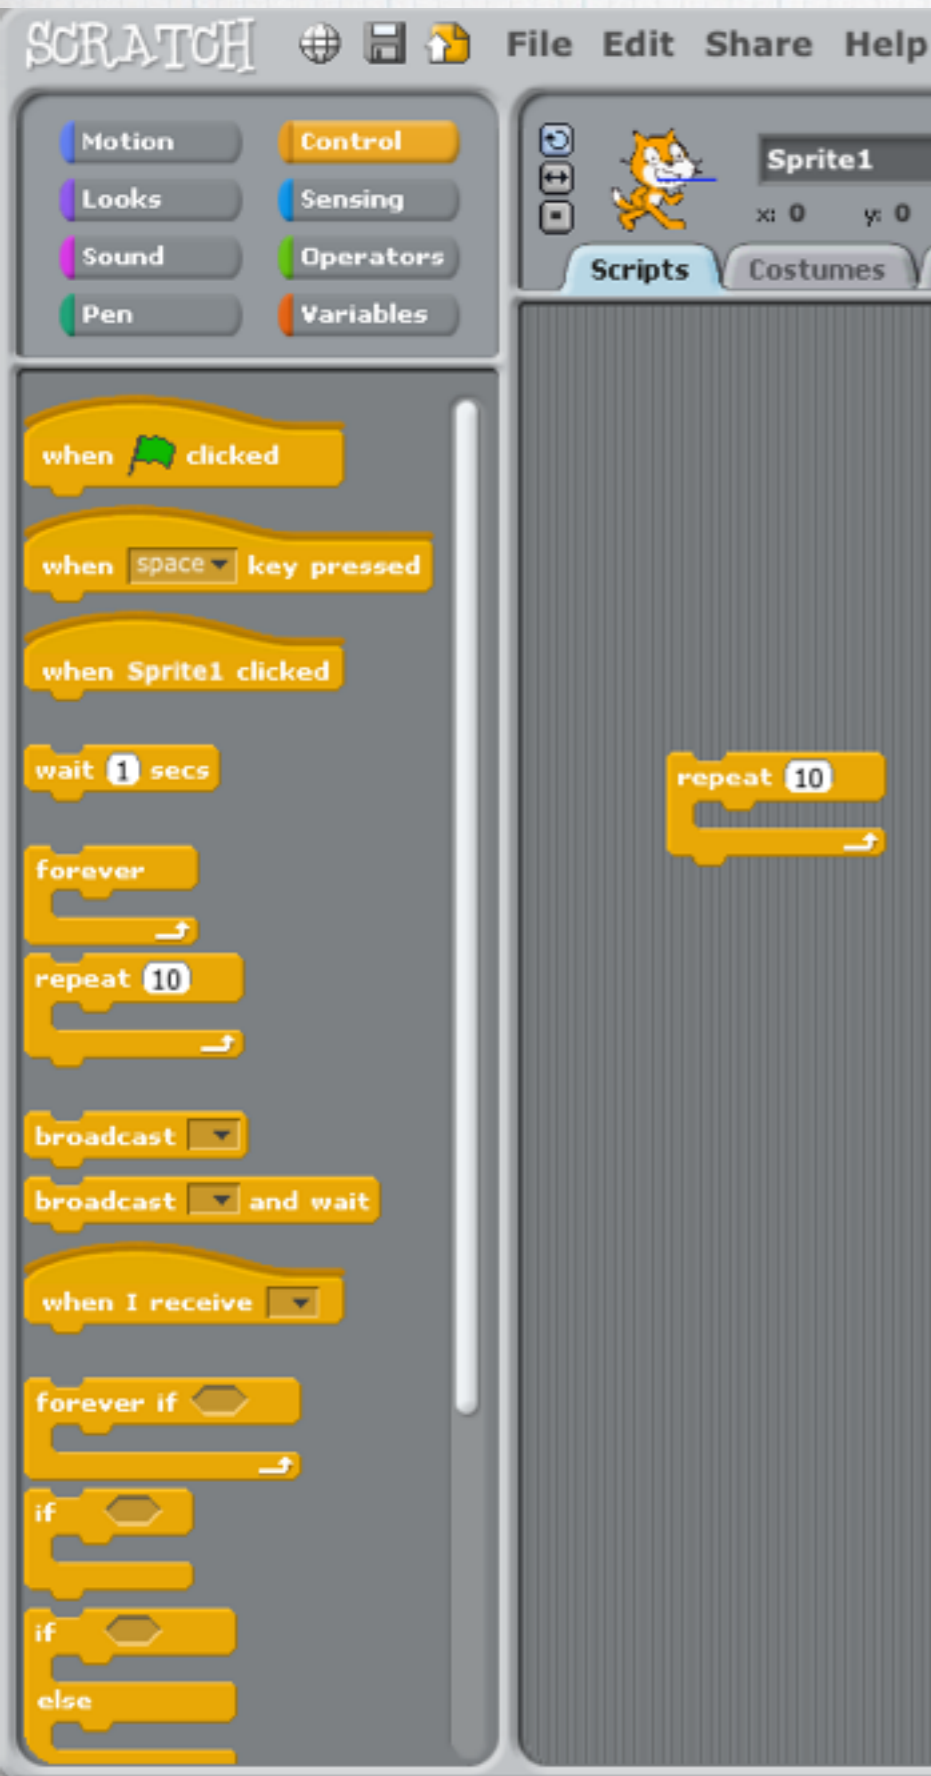 SCRATCH File Edit Share Help
Motion Control
Looks Sensing
Sound Operators
Pen Variables
Sprite1
x: 0 y: 0
Scripts Costumes
when clicked
when space key pressed
when Sprite1 clicked
wait 1 secs
forever
repeat 10
broadcast
broadcast and wait
when I receive
forever if
if
if
else
repeat 10